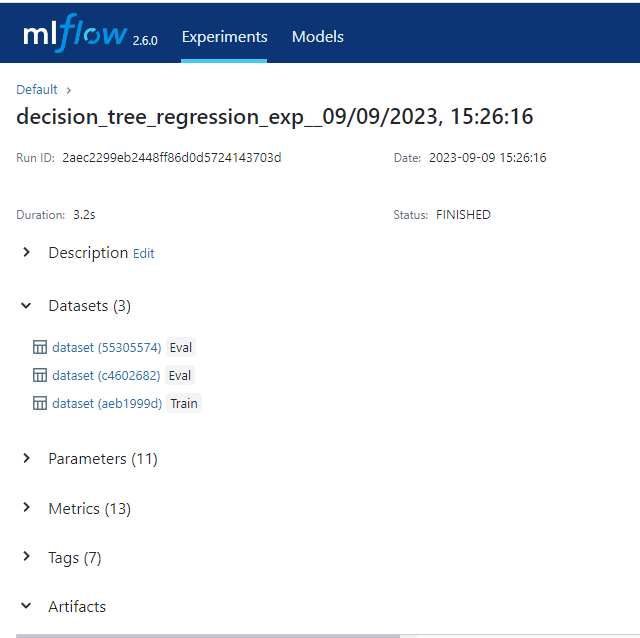 mlflow 2.6.0 Experiments Models
Default
decision_tree_regression_exp__09/09/2023, 15:26:16
Run ID: 2aec2299eb2448ff86d0d5724143703d Date: 2023-09-09 15:26:16
Duration: 3.2s Status: FINISHED
Description Edit
Datasets (3)
dataset (55305574) Eval
dataset (c4602682) Eval
dataset (aeb1999d) Train
Parameters (11)
Metrics (13)
Tags (7)
Artifacts